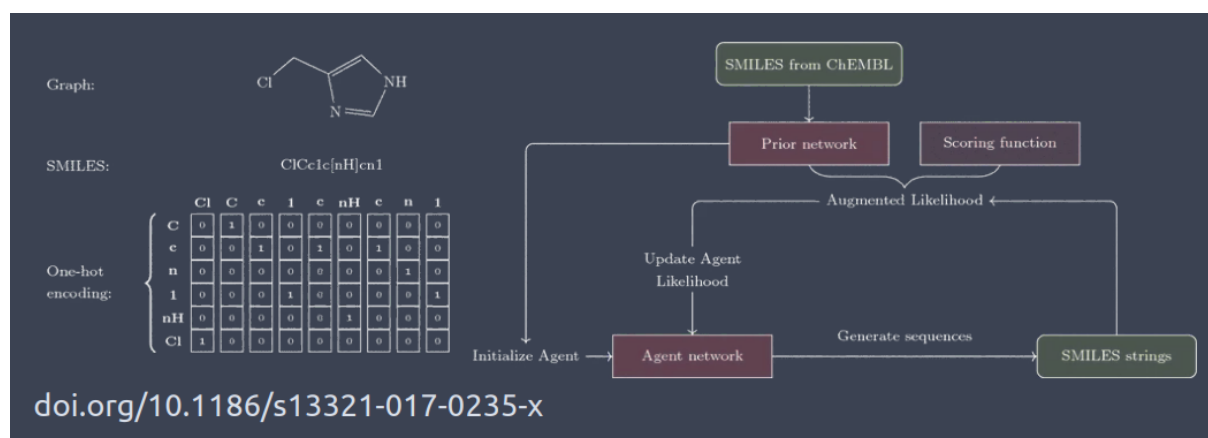 Graph:
Cl
NH
N
SMILES:
ClCc1c[nH]cn1
Cl C c 1 c nH c n 1
One-hot
encoding:
C 0 1 0 0 0 0 0 0 0
c 0 0 1 0 1 0 1 0 0
n 0 0 0 0 0 0 0 1 0
1 0 0 0 1 0 0 0 0 1
nH 0 0 0 0 0 1 0 0 0
Cl 1 0 0 0 0 0 0 0 0
SMILES from ChEMBL
Prior network
Scoring function
Augmented Likelihood
Update Agent
Likelihood
Initialize Agent
Agent network
Generate sequences
SMILES strings
doi.org/10.1186/s13321-017-0235-x